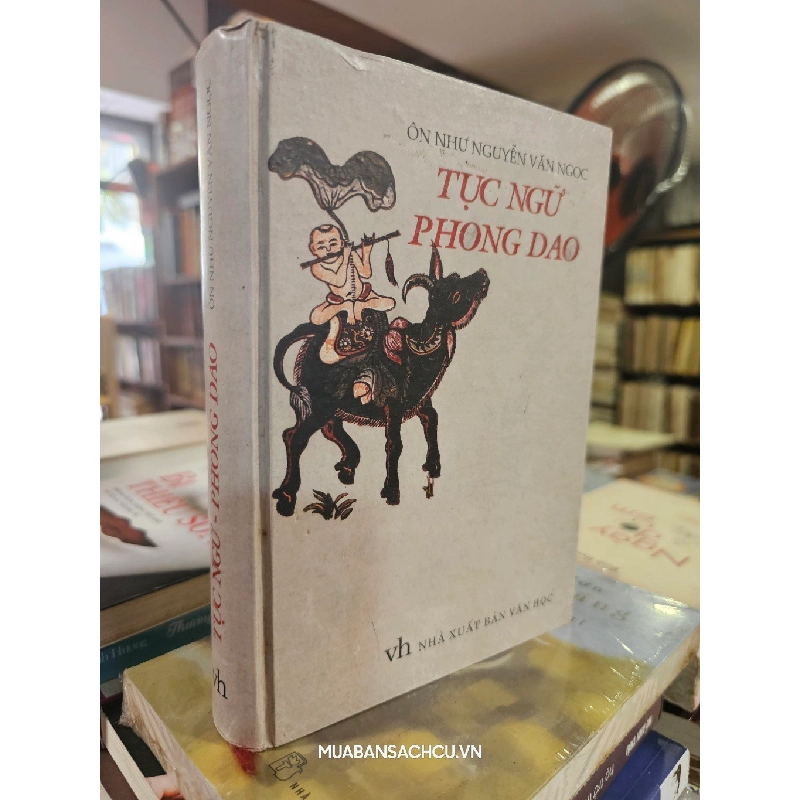 ÔN NHƯ NGUYỄN VĂN NGỌC
TỤC NGỮ
PHONG DAO
vh NHÀ XUẤT BẢN VĂN HỌC
ÔN NHƯ NGUYỄN VĂN NGỌC
TỤC NGỮ - PHONG DAO
vh
MUABANSACHCU.VN